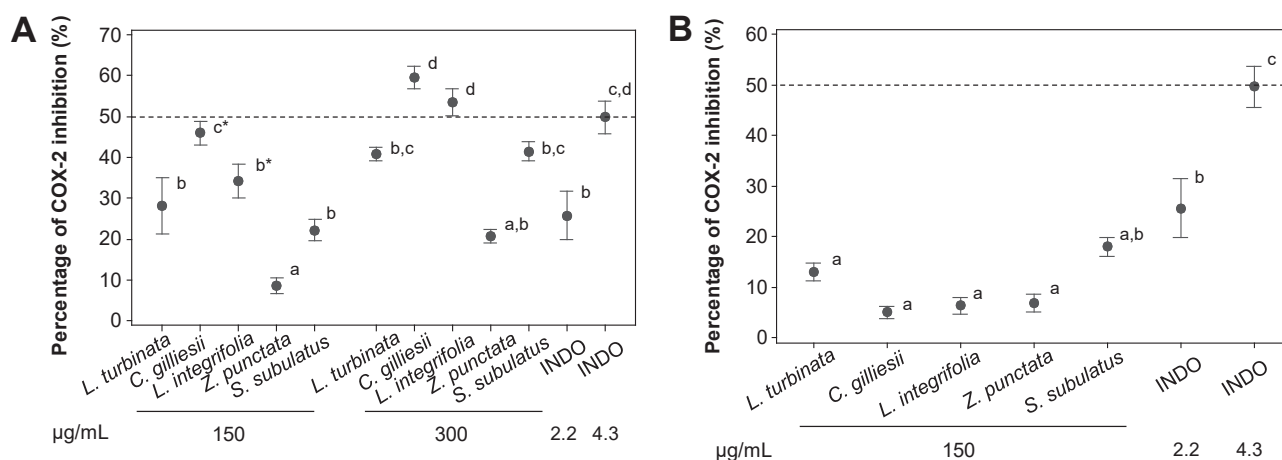 A
Percentage of COX-2 inhibition (%)
70
60
50
40
30
20
10
0
b
c*
b*
a
b
b,c
d
d
a,b
b,c
b
c,d
L. turbinata
C. gilliesii
L. integrifolia
Z. punctata
S. subulatus
L. turbinata
C. gilliesii
L. integrifolia
Z. punctata
S. subulatus
INDO
INDO
µg/mL 150 300 2.2 4.3
B
Percentage of COX-2 inhibition (%)
60
50
40
30
20
10
0
a
a
a
a
a,b
b
c
L. turbinata
C. gilliesii
L. integrifolia
Z. punctata
S. subulatus
INDO
INDO
µg/mL 150 2.2 4.3